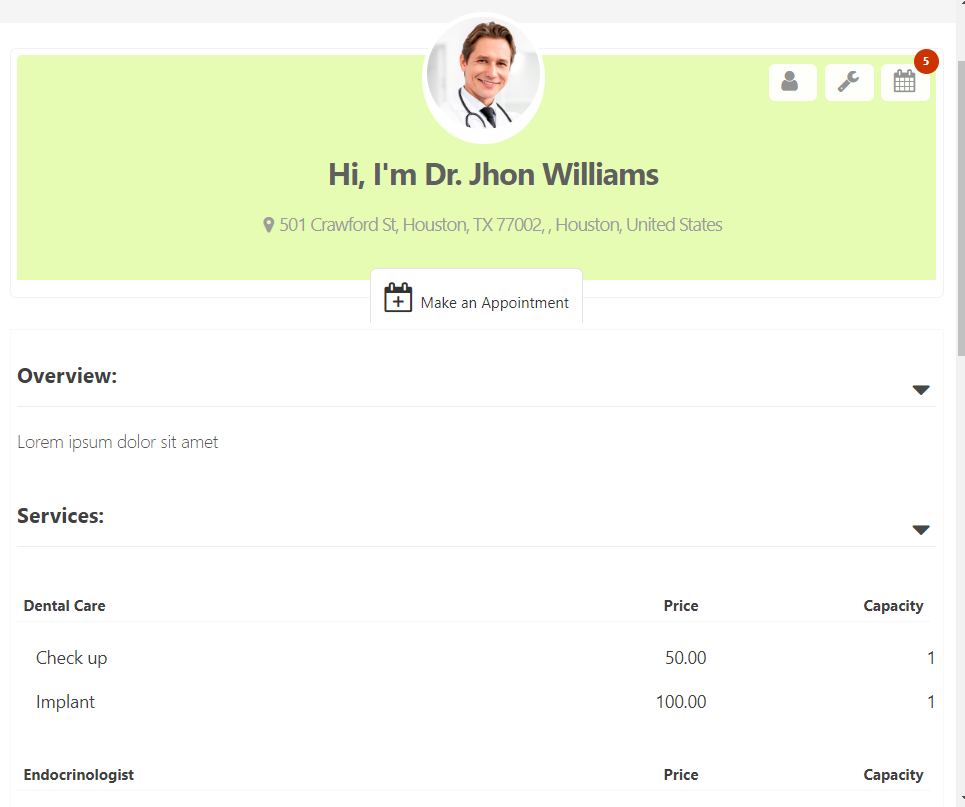 5
Hi, I'm Dr. Jhon Williams
501 Crawford St, Houston, TX 77002, , Houston, United States
Make an Appointment
Overview:
Lorem ipsum dolor sit amet
Services:
Dental Care Price Capacity
Check up 50.00 1
Implant 100.00 1
Endocrinologist Price Capacity